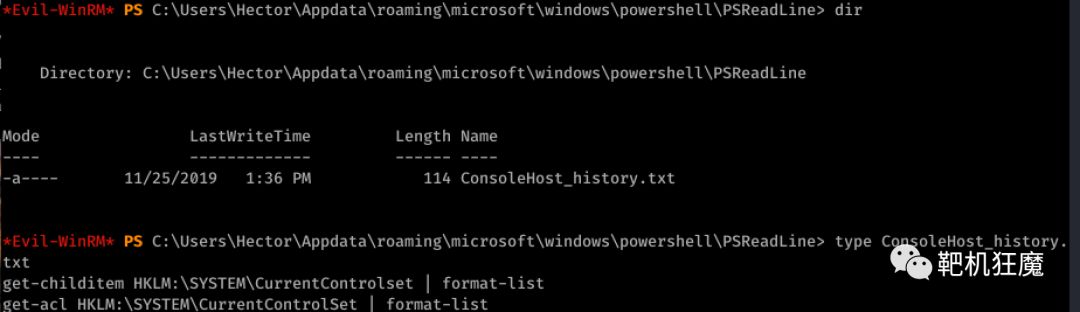 *Evil-WinRM* PS C:\Users\Hector\Appdata\roaming\microsoft\windows\powershell\PSReadLine> dir
Directory: C:\Users\Hector\Appdata\roaming\microsoft\windows\powershell\PSReadLine
Mode                LastWriteTime         Length Name
----                -------------         ------ ----
-a----       11/25/2019   1:36 PM            114 ConsoleHost_history.txt
*Evil-WinRM* PS C:\Users\Hector\Appdata\roaming\microsoft\windows\powershell\PSReadLine> type ConsoleHost_history.
txt
get-childitem HKLM:\SYSTEM\CurrentControlset | format-list
get-acl HKLM:\SYSTEM\CurrentControlSet | format-list
靶机狂魔